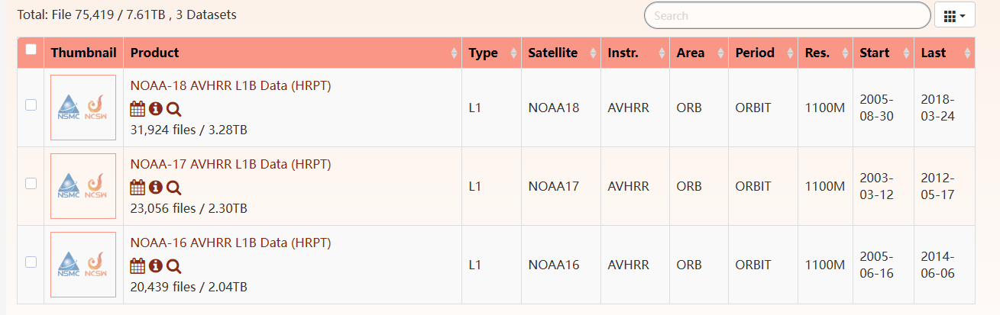 Total: File 75,419 / 7.61TB , 3 Datasets
Search
Thumbnail Product Type Satellite Instr. Area Period Res. Start Last
NSMC NCSW
NOAA-18 AVHRR L1B Data (HRPT)
31,924 files / 3.28TB
L1 NOAA18 AVHRR ORB ORBIT 1100M
2005-
08-30
2018-
03-24
NSMC NCSW
NOAA-17 AVHRR L1B Data (HRPT)
23,056 files / 2.30TB
L1 NOAA17 AVHRR ORB ORBIT 1100M
2003-
03-12
2012-
05-17
NSMC NCSW
NOAA-16 AVHRR L1B Data (HRPT)
20,439 files / 2.04TB
L1 NOAA16 AVHRR ORB ORBIT 1100M
2005-
06-16
2014-
06-06